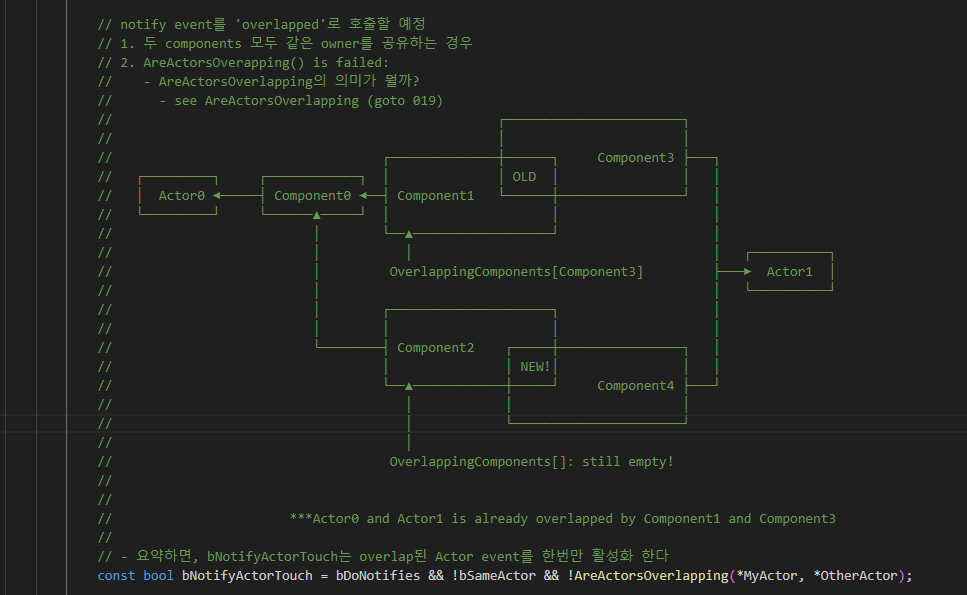 // notify event를 'overlapped'로 호출할 예정
// 1. 두 components 모두 같은 owner를 공유하는 경우
// 2. AreActorsOverapping() is failed:
//    - AreActorsOverlapping의 의미가 뭘까?
//      - see AreActorsOverlapping (goto 019)
//
//
// Component3
// OLD
// Actor0 Component0 Component1
//
//
//
// OverlappingComponents[Component3] Actor1
//
//
//
// Component2
// NEW!
// Component4
//
//
//
// OverlappingComponents[]: still empty!
//
//
// ***Actor0 and Actor1 is already overlapped by Component1 and Component3
//
// - 요약하면, bNotifyActorTouch는 overlap된 Actor event를 한번만 활성화 한다
const bool bNotifyActorTouch = bDoNotifies && !bSameActor && !AreActorsOverlapping(*MyActor, *OtherActor);